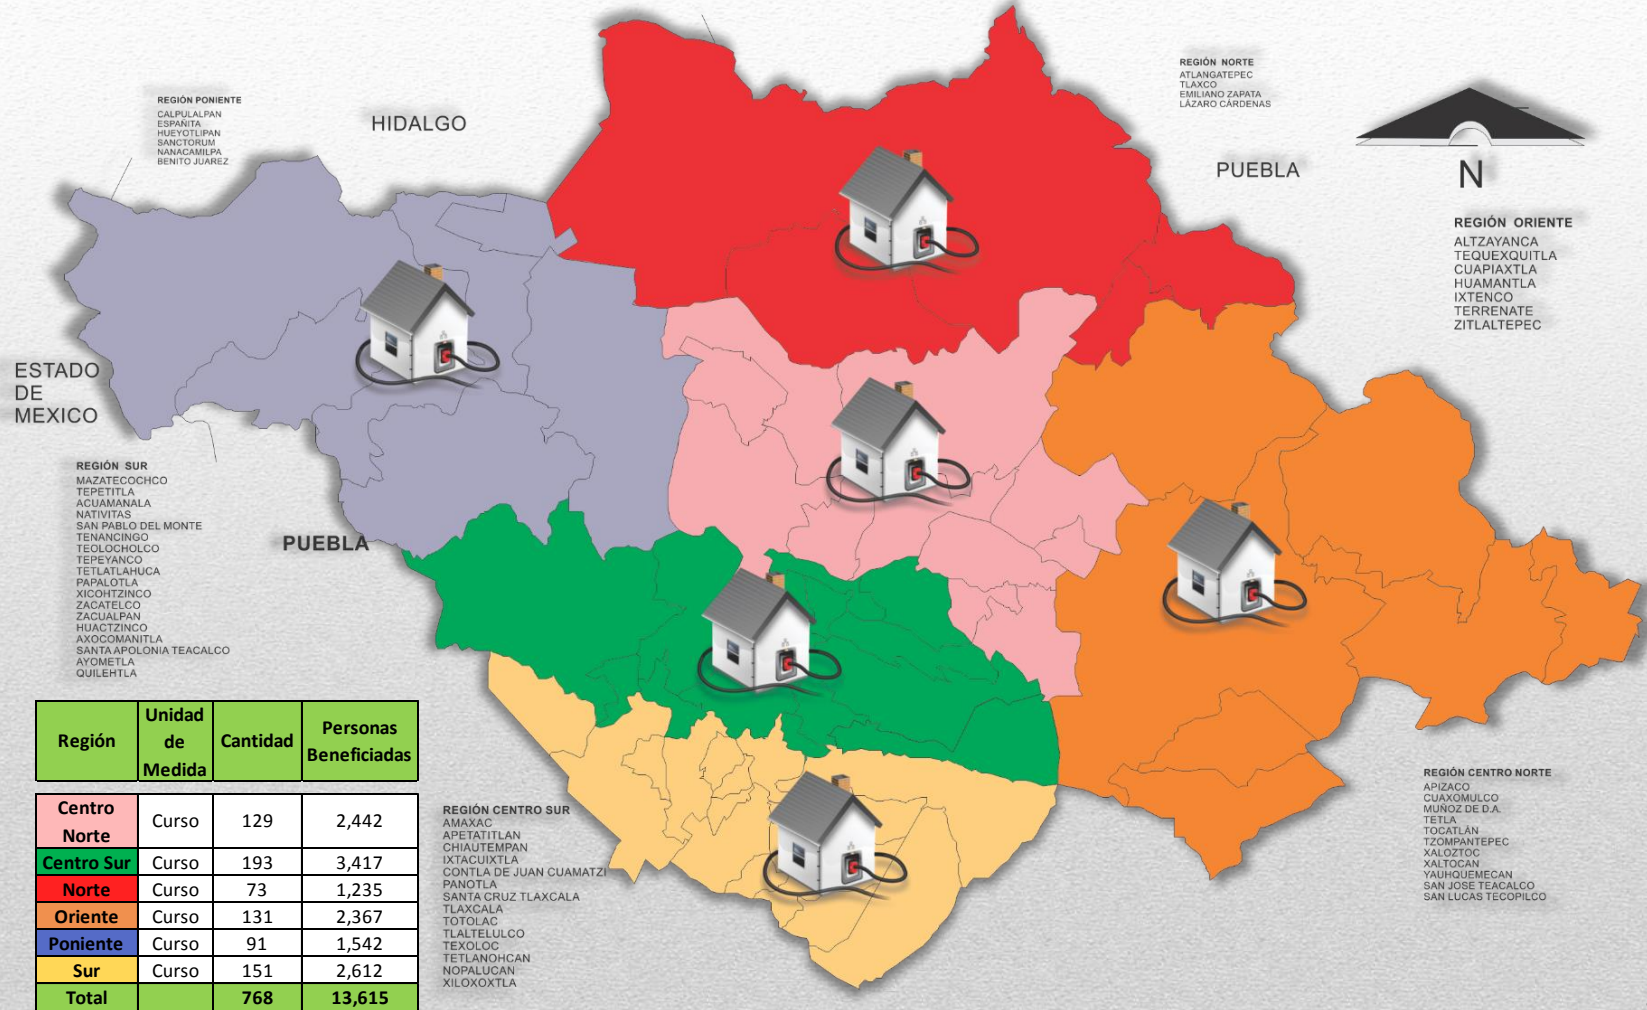 REGIÓN PONIENTE
CALPULALPAN
ESPAÑITA
HUEYOTLIPAN
SANCTORUM
NANACAMILPA
BENITO JUAREZ
HIDALGO
REGIÓN NORTE
ATLANGATEPEC
TLAXCO
EMILIANO ZAPATA
LÁZARO CÁRDENAS
PUEBLA
N
REGIÓN ORIENTE
ALTZAYANCA
TEQUEXQUITLA
CUAPIAXTLA
HUAMANTLA
IXTENCO
TERRENATE
ZITLALTEPEC
ESTADO
DE
MEXICO
REGIÓN SUR
MAZATECOCHCO
TEPETITLA
ACUAMANALA
NATIVITAS
SAN PABLO DEL MONTE
TENANCINGO
TEOLOCHOLCO
TEPEYANCO
TETLATLAHUCA
PAPALOTLA
XICOHTZINCO
ZACATELCO
ZACUALPAN
HUACTZINCO
AXOCOMANITLA
SANTA APOLONIA TEACALCO
AYOMETLA
QUILEHTLA
PUEBLA
Región Unidad de Medida Cantidad Personas Beneficiadas
Centro Norte Curso 129 2,442
Centro Sur Curso 193 3,417
Norte Curso 73 1,235
Oriente Curso 131 2,367
Poniente Curso 91 1,542
Sur Curso 151 2,612
Total 768 13,615
REGIÓN CENTRO SUR
AMAXAC
APETATITLAN
CHIAUTEMPAN
IXTACUIXTLA
CONTLA DE JUAN CUAMATZI
PANOTLA
SANTA CRUZ TLAXCALA
TLAXCALA
TOTOLAC
TLALTELULCO
TEXOLOC
TETLANOHCAN
NOPALUCAN
XILOXOXTLA
REGIÓN CENTRO NORTE
APIZACO
CUAXOMULCO
MUÑOZ DE D.A.
TETLA
TOCATLÁN
TZOMPANTEPEC
XALOZTOC
XALTOCAN
YAUHQUEMECAN
SAN JOSE TEACALCO
SAN LUCAS TECOPILCO